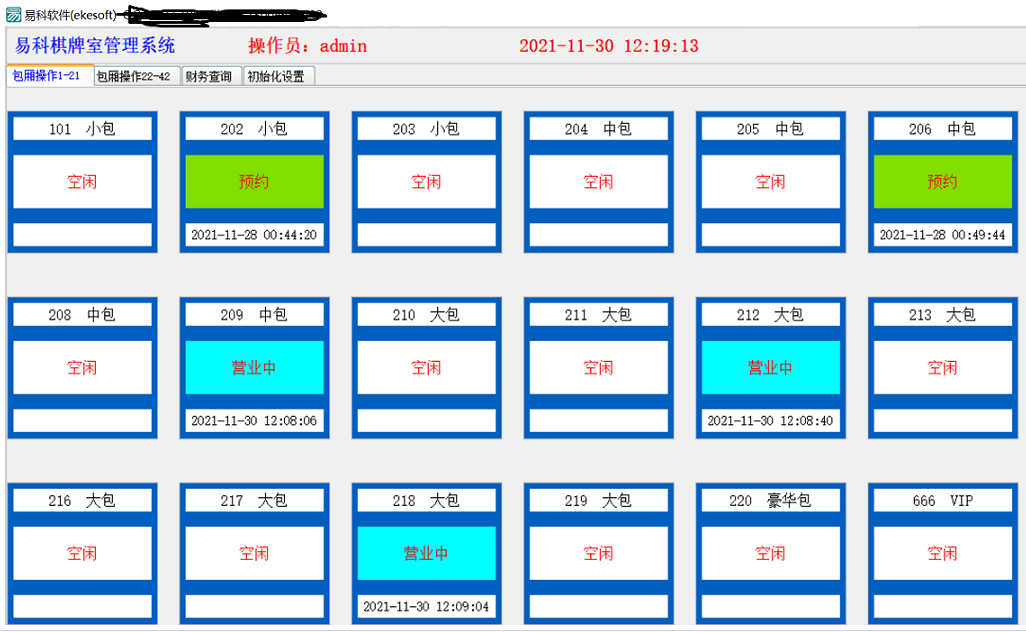 易科软件(ekesoft)
易科棋牌室管理系统 操作员：admin 2021-11-30 12:19:13
包厢操作1-21 包厢操作22-42 财务查询 初始化设置
101 小包 202 小包 203 小包 204 中包 205 中包 206 中包
空闲 预约 空闲 空闲 空闲 预约
2021-11-28 00:44:20 2021-11-28 00:49:44
208 中包 209 中包 210 大包 211 大包 212 大包 213 大包
空闲 营业中 空闲 空闲 营业中 空闲
2021-11-30 12:08:06 2021-11-30 12:08:40
216 大包 217 大包 218 大包 219 大包 220 豪华包 666 VIP
空闲 空闲 营业中 空闲 空闲 空闲
2021-11-30 12:09:04